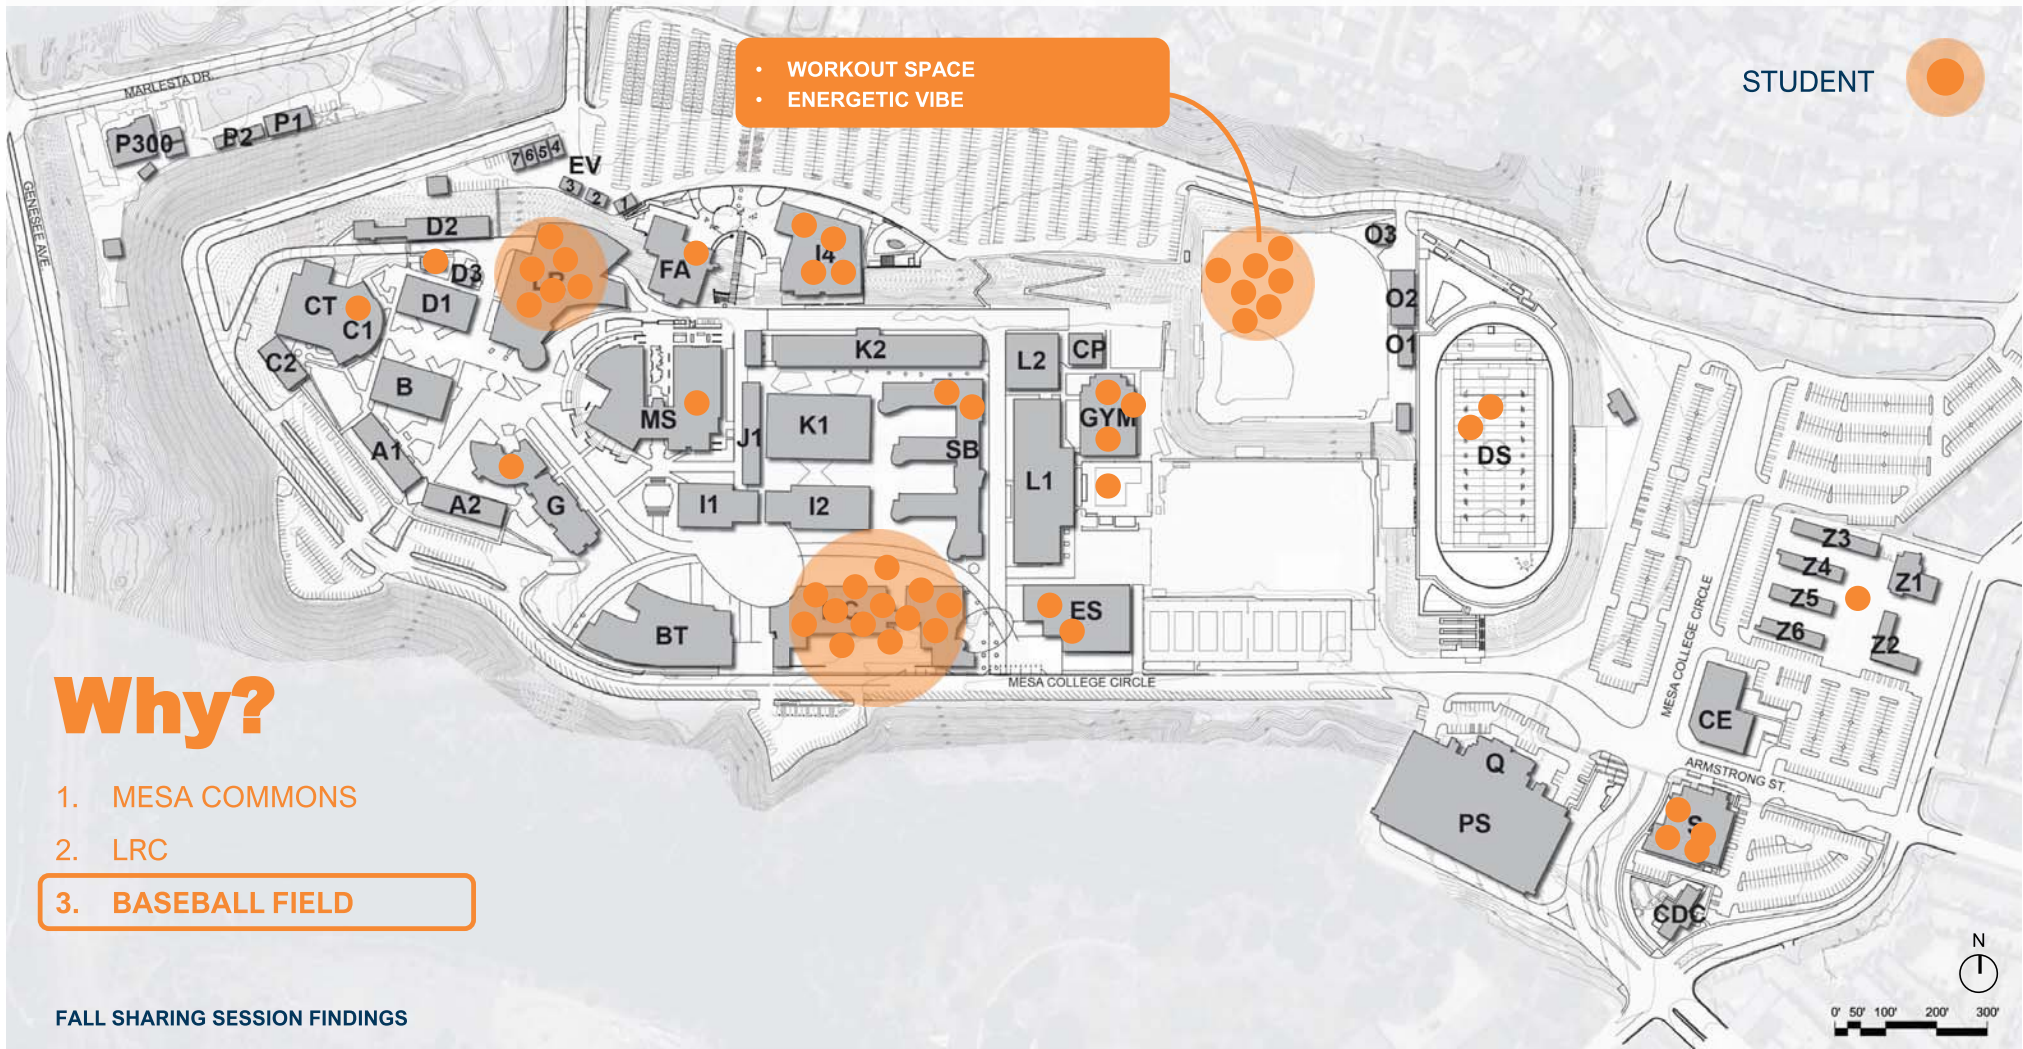 • WORKOUT SPACE
• ENERGETIC VIBE
STUDENT
MARLESTA DR.
GENESEE AVE.
P300
P2
P1
7 6 5 4
EV
3 2 1
D2
D3
D1
CT
C1
C2
B
A1
A2
G
FA
I4
MS
J1
K2
K1
I1
I2
SB
L2
CP
L1
GYM
O3
O2
O1
DS
BT
ES
MESA COLLEGE CIRCLE
MESA COLLEGE CIRCLE
Z3
Z4
Z5
Z6
Z1
Z2
CE
ARMSTRONG ST.
Q
PS
S
CDC
Why?
1. MESA COMMONS
2. LRC
3. BASEBALL FIELD
FALL SHARING SESSION FINDINGS
N
0' 50' 100' 200' 300'